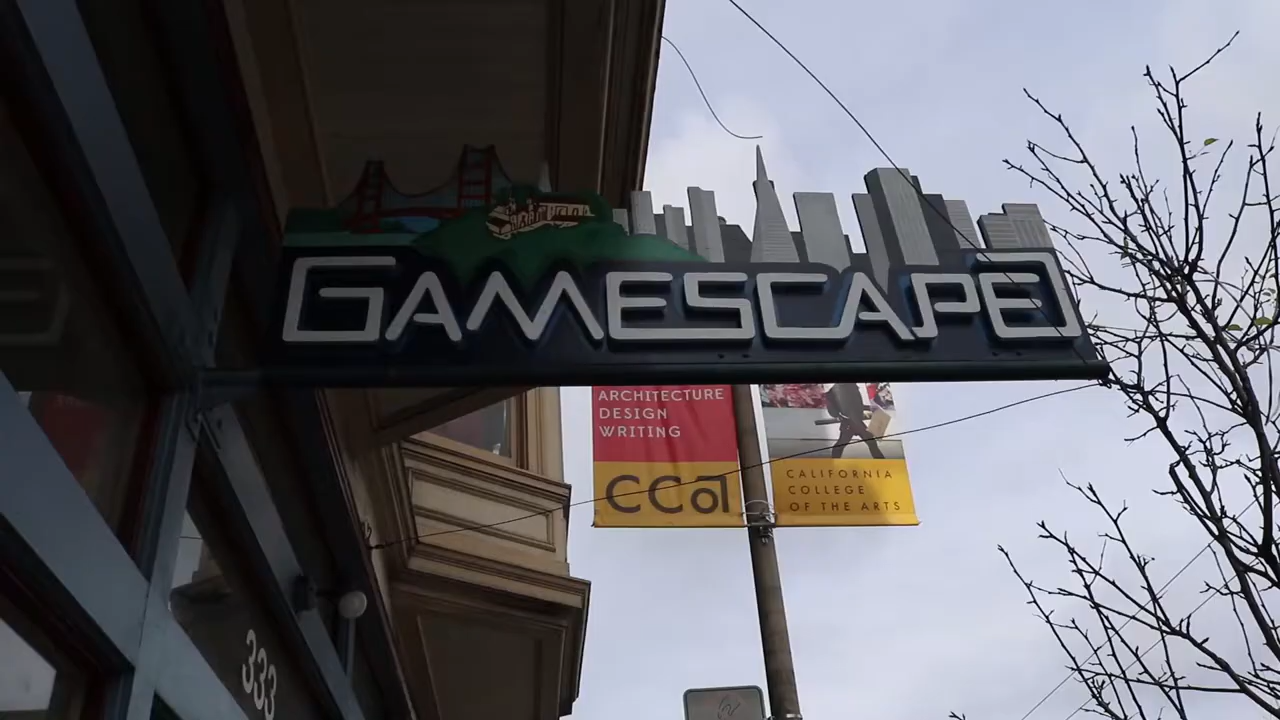 GAMESCAPE
ARCHITECTURE
DESIGN
WRITING
CCa
CALIFORNIA
COLLEGE
OF THE ARTS
333